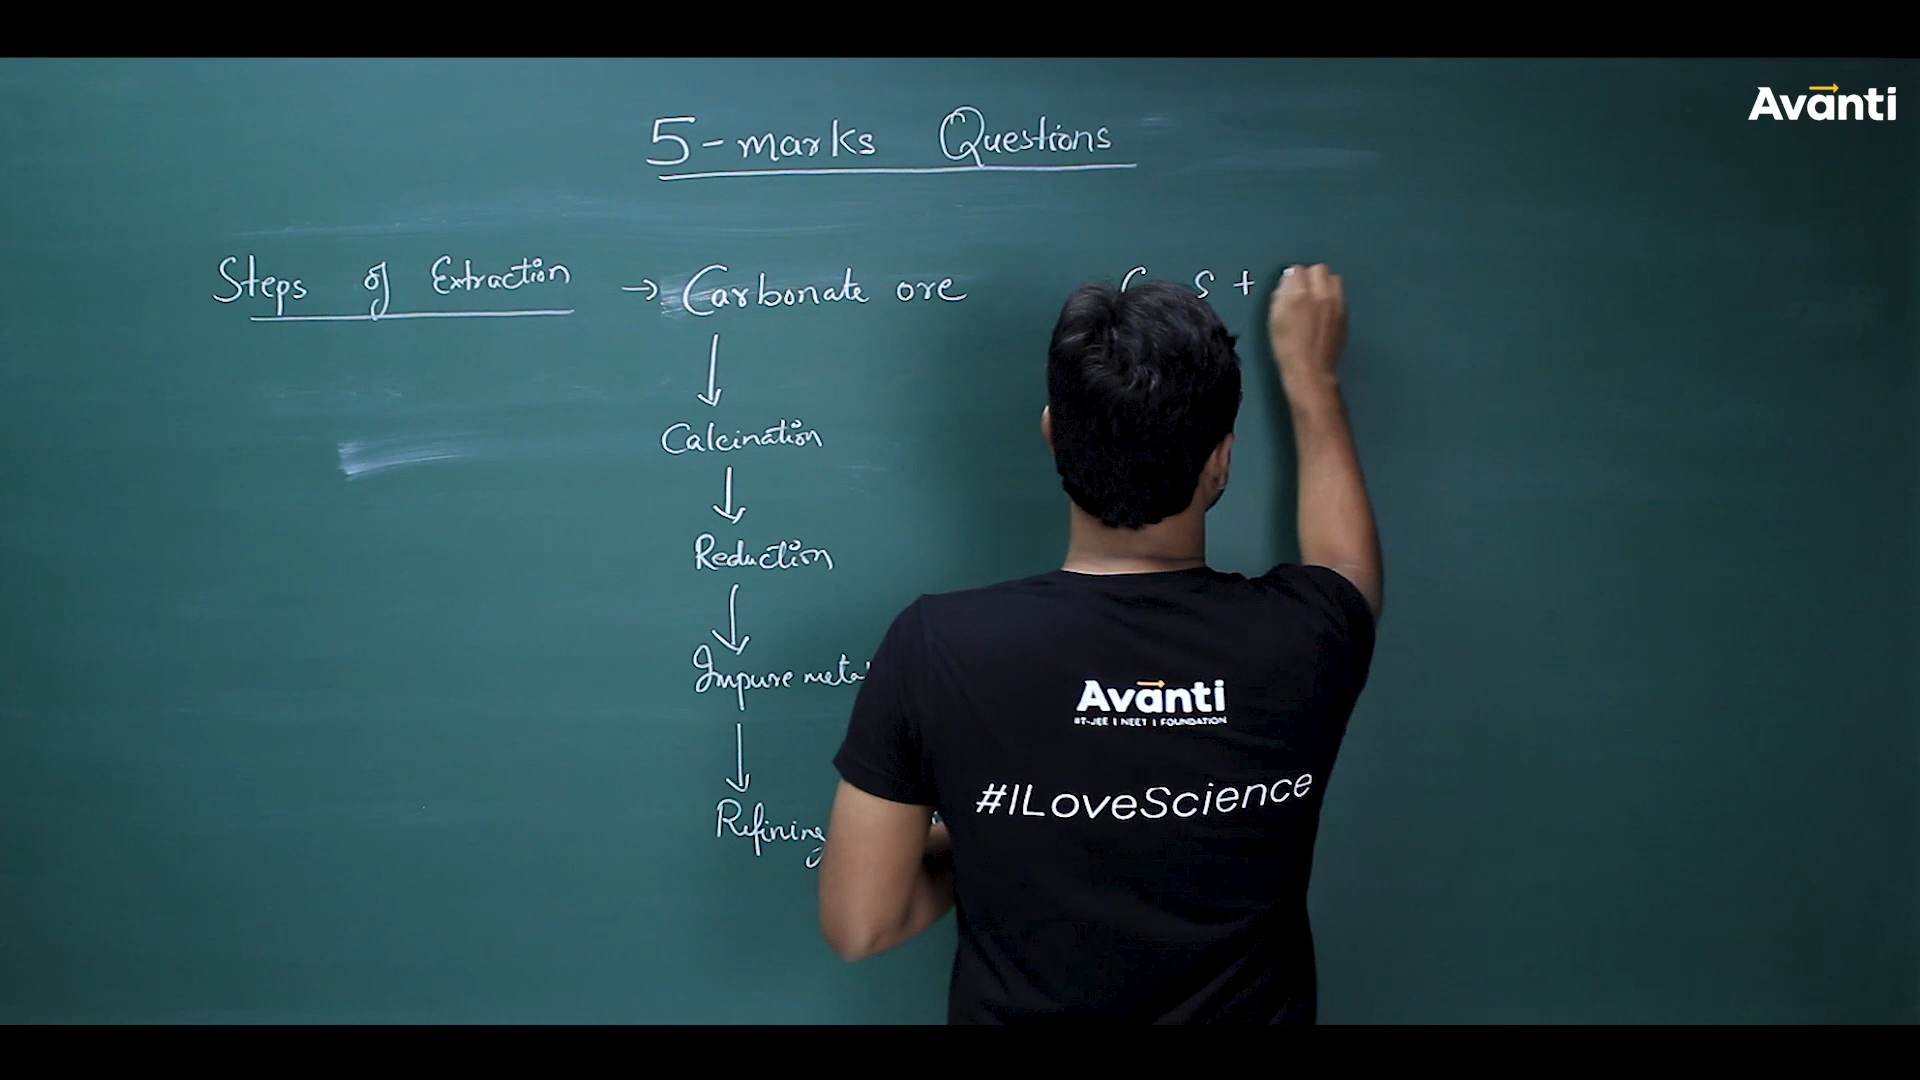 Avanti
5-marks Questions
Steps of Extraction → Carbonate ore
Calcination
Reduction
Impure
Refining
Avanti
IIT-JEE | NEET | FOUNDATION
#ILoveScience